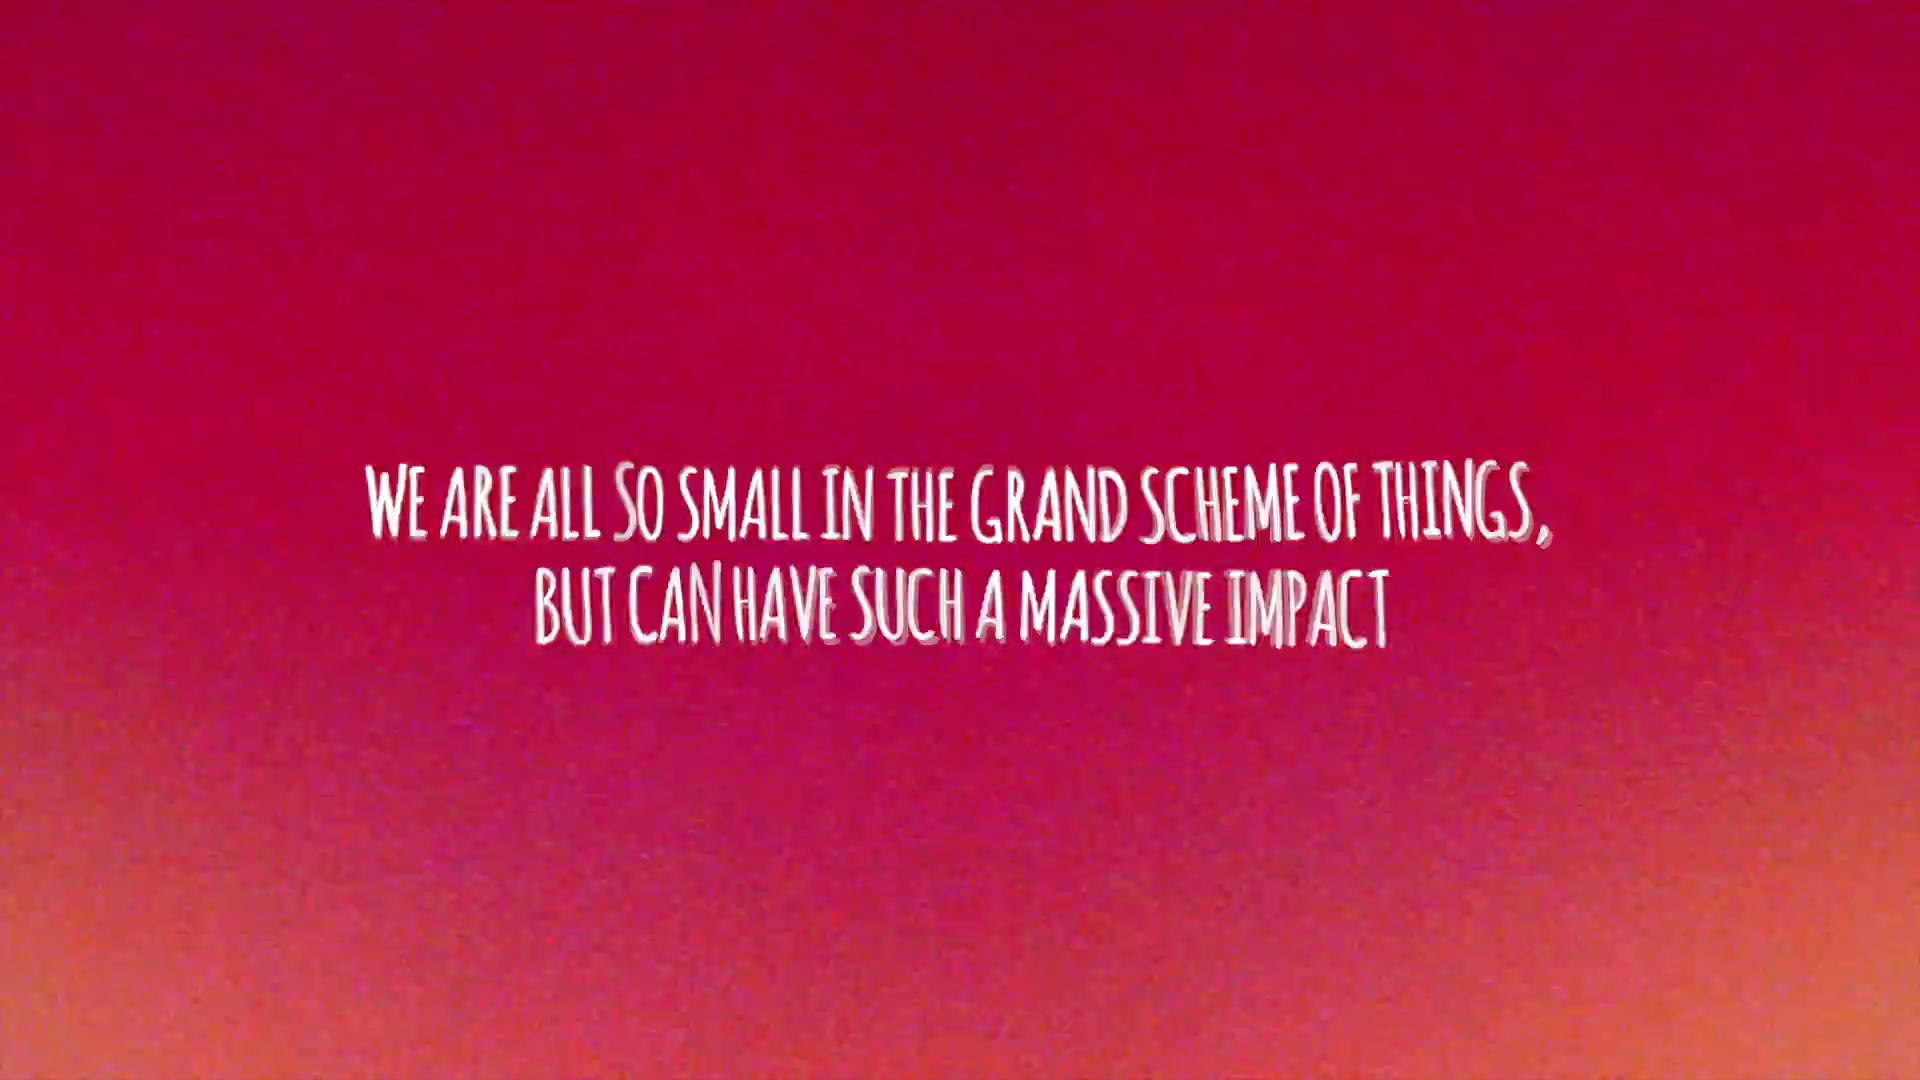 WE ARE ALL SO SMALL IN THE GRAND SCHEME OF THINGS,
BUT CAN HAVE SUCH A MASSIVE IMPACT